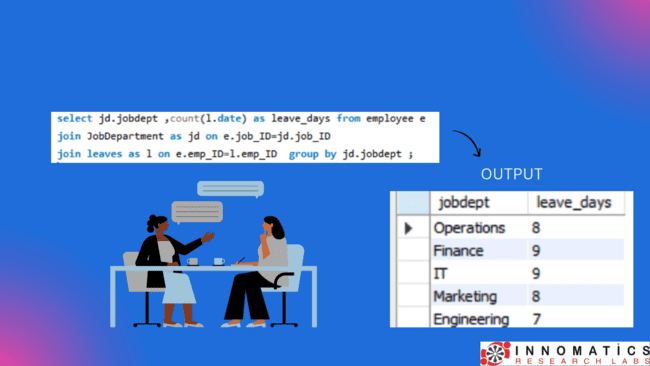 select jd.jobdept ,count(l.date) as leave_days from employee e
join JobDepartment as jd on e.job_ID=jd.job_ID
join leaves as l on e.emp_ID=l.emp_ID group by jd.jobdept ;
OUTPUT
jobdept leave_days
Operations 8
Finance 9
IT 9
Marketing 8
Engineering 7
INNOMATICS
RESEARCH LABS